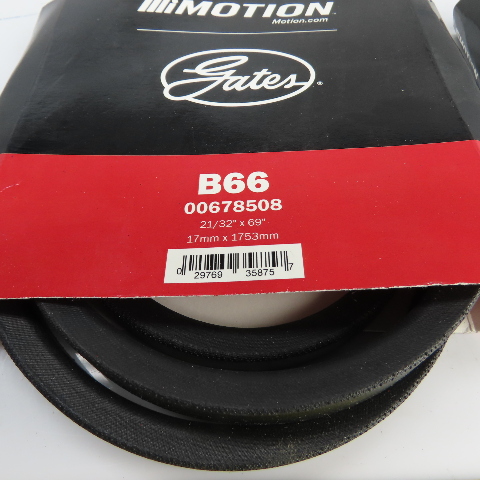 MOTION
Motion.com
Gates
®
B66
00678508
21/32" x 69"
17mm x 1753mm
0 29769 35875 7